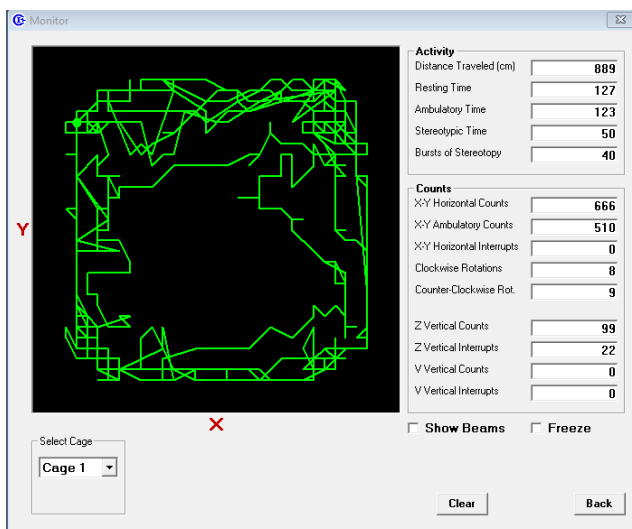 Monitor
Activity
Distance Traveled (cm) 889
Resting Time 127
Ambulatory Time 123
Stereotypic Time 50
Bursts of Stereotopy 40
Counts
X-Y Horizontal Counts 666
X-Y Ambulatory Counts 510
X-Y Horizontal Interrupts 0
Clockwise Rotations 8
Counter-Clockwise Rot. 9
Z Vertical Counts 99
Z Vertical Interrupts 22
V Vertical Counts 0
V Vertical Interrupts 0
Y
X
Show Beams Freeze
Select Cage
Cage 1
Clear Back